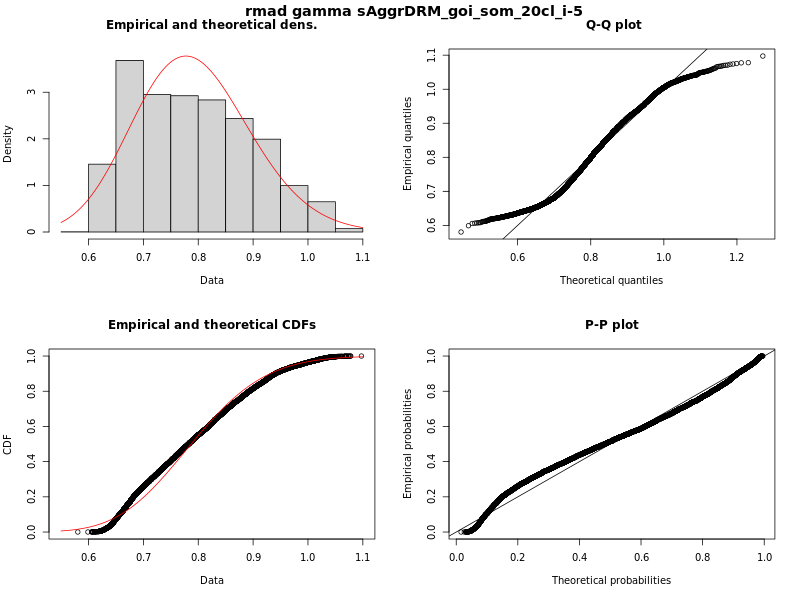 rmad gamma sAggrDRM_goi_som_20cl_i-5
Empirical and theoretical dens.
Density
0 1 2 3
0.6 0.7 0.8 0.9 1.0 1.1
Data
Q-Q plot
Empirical quantiles
0.6 0.7 0.8 0.9 1.0 1.1
0.6 0.8 1.0 1.2
Theoretical quantiles
Empirical and theoretical CDFs
CDF
0.0 0.2 0.4 0.6 0.8 1.0
0.6 0.7 0.8 0.9 1.0 1.1
Data
P-P plot
Empirical probabilities
0.0 0.2 0.4 0.6 0.8 1.0
0.0 0.2 0.4 0.6 0.8 1.0
Theoretical probabilities